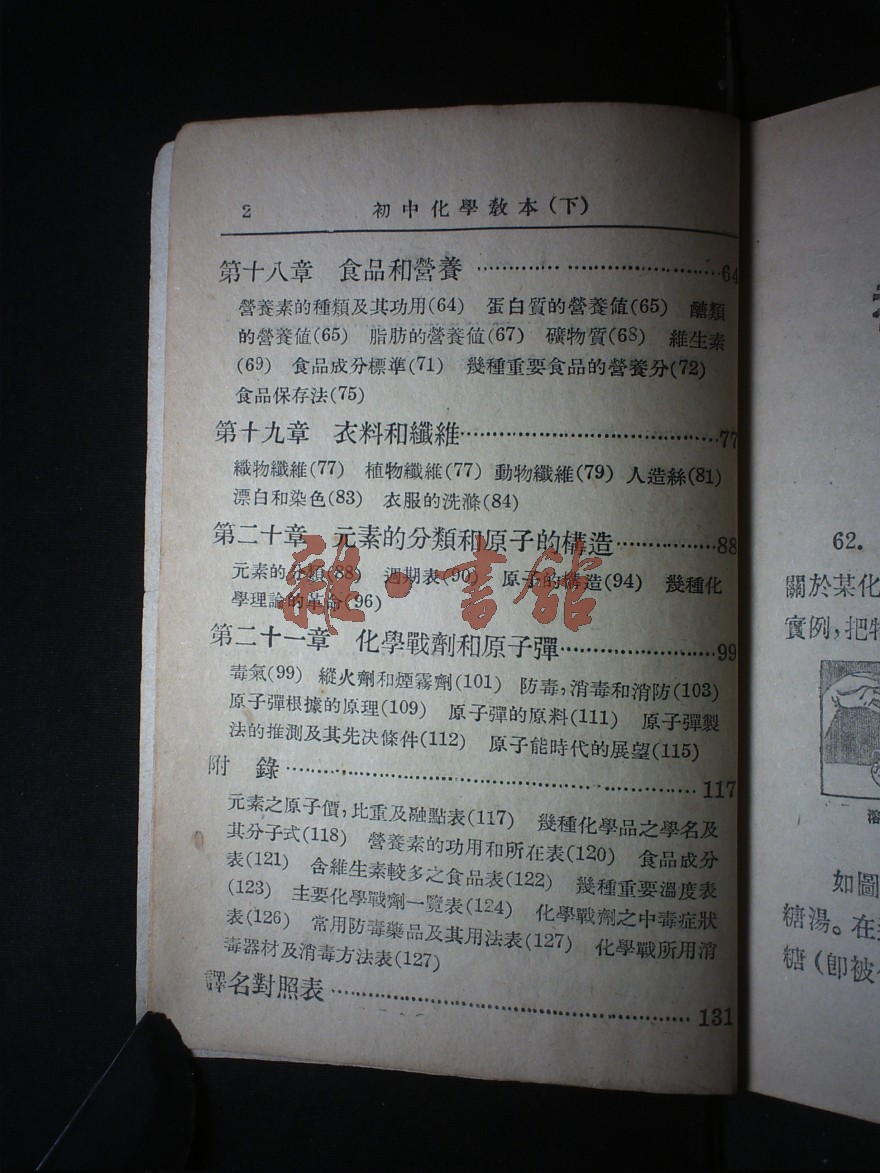 2 初中化學教本(下)
第十八章 食品和營養 …………………………64
營養素的種類及其功用(64) 蛋白質的營養値(65) 醣類
的營養値(65) 脂肪的營養値(67) 礦物質(68) 維生素
(69) 食品成分標準(71) 幾種重要食品的營養分(72)
食品保存法(75)
第十九章 衣料和纖維…………………………77
織物纖維(77) 植物纖維(77) 動物纖維(79) 人造絲(81)
漂白和染色(83) 衣服的洗滌(84)
第二十章 元素的分類和原子的構造…………88
元素的分類(88) 週期表(90) 原子的構造(94) 幾種化
學理論的革命(96)
第二十一章 化學戰劑和原子彈………………99
毒氣(99) 縱火劑和煙霧劑(101) 防毒,消毒和消防(103)
原子彈根據的原理(109) 原子彈的原料(111) 原子彈製
法的推測及其先決條件(112) 原子能時代的展望(115)
附 錄……………………………………………117
元素之原子價,比重及融點表(117) 幾種化學品之學名及
其分子式(118) 營養素的功用和所在表(120) 食品成分
表(121) 含維生素較多之食品表(122) 幾種重要溫度表
(123) 主要化學戰劑一覽表(124) 化學戰劑之中毒症狀
表(126) 常用防毒藥品及其用法表(127) 化學戰所用消
毒器材及消毒方法表(127)
譯名對照表………………………………………131
雜·書館
62.
關於某化
實例,把
如圖
糖湯。在
糖(卽被